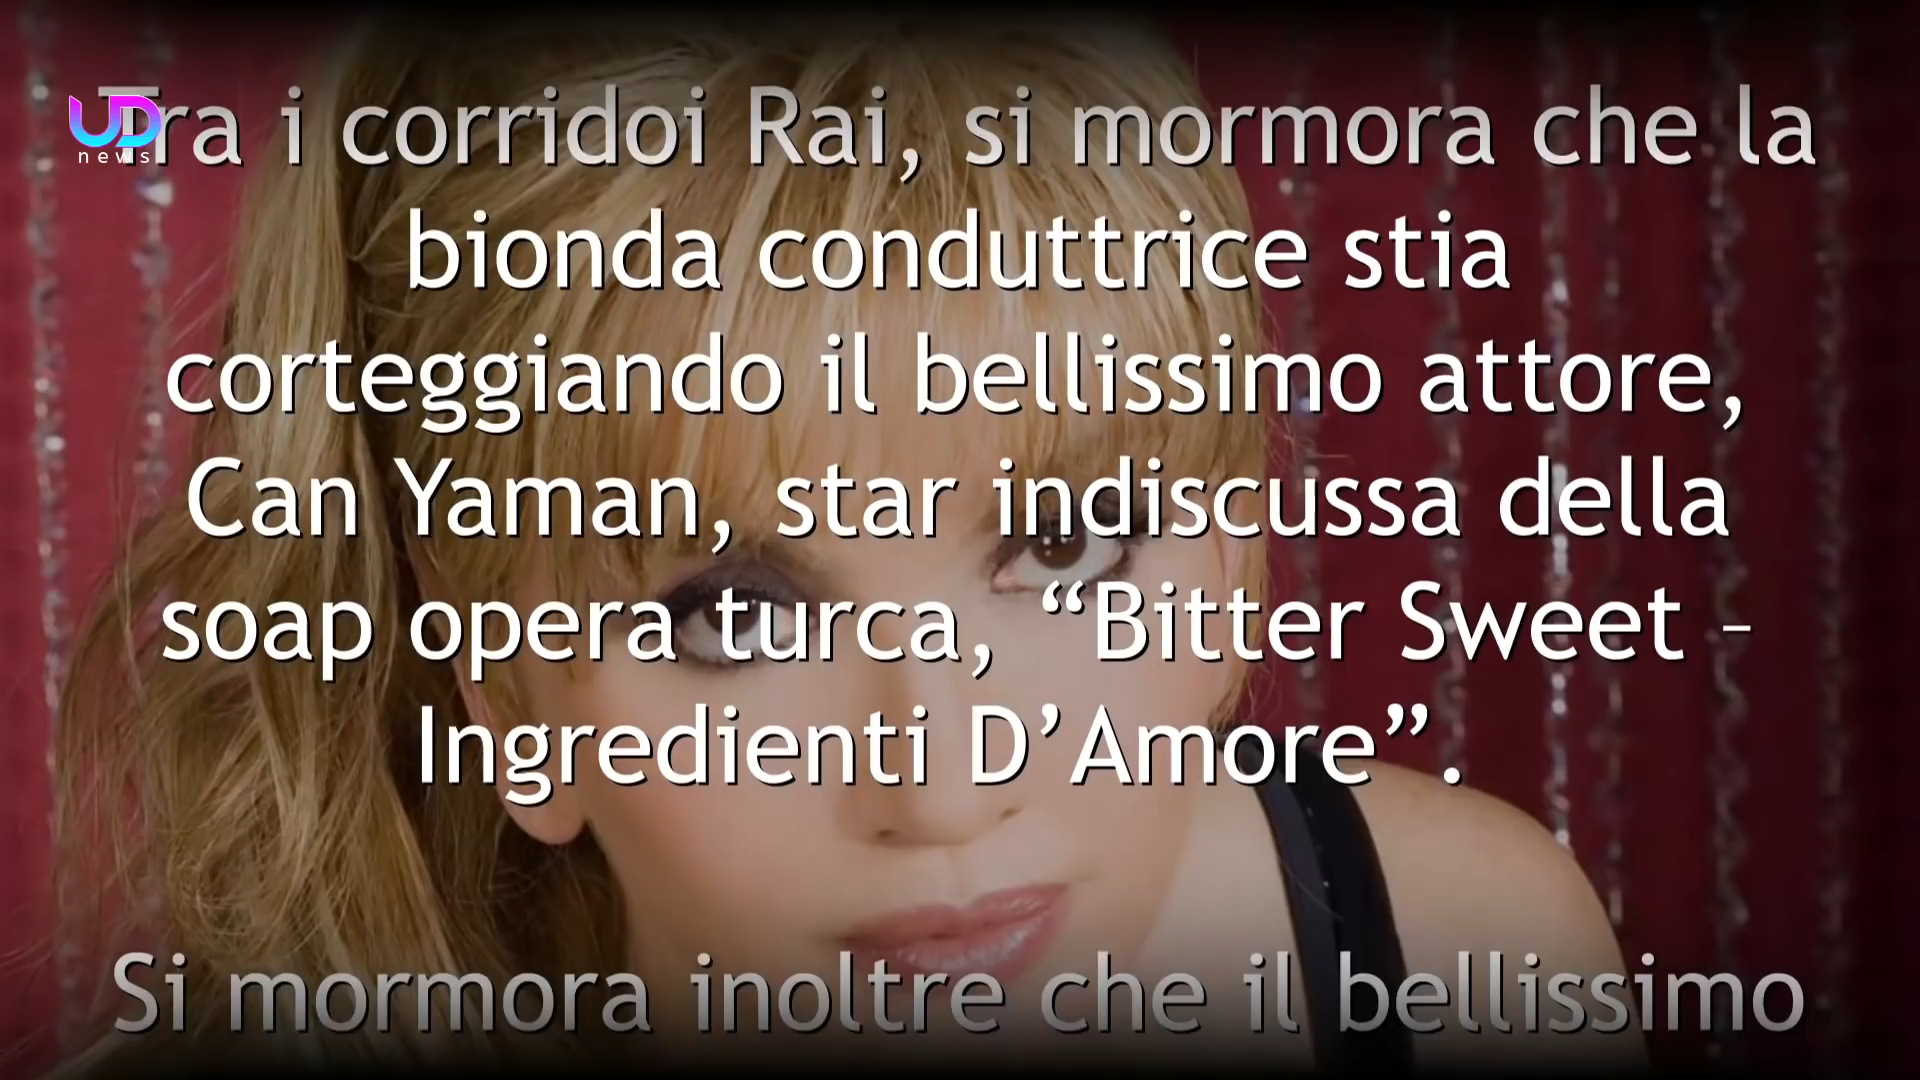 UD
news
Tra i corridoi Rai, si mormora che la
bionda conduttrice stia
corteggiando il bellissimo attore,
Can Yaman, star indiscussa della
soap opera turca, “Bitter Sweet –
Ingredienti D’Amore”.
Si mormora inoltre che il bellissimo